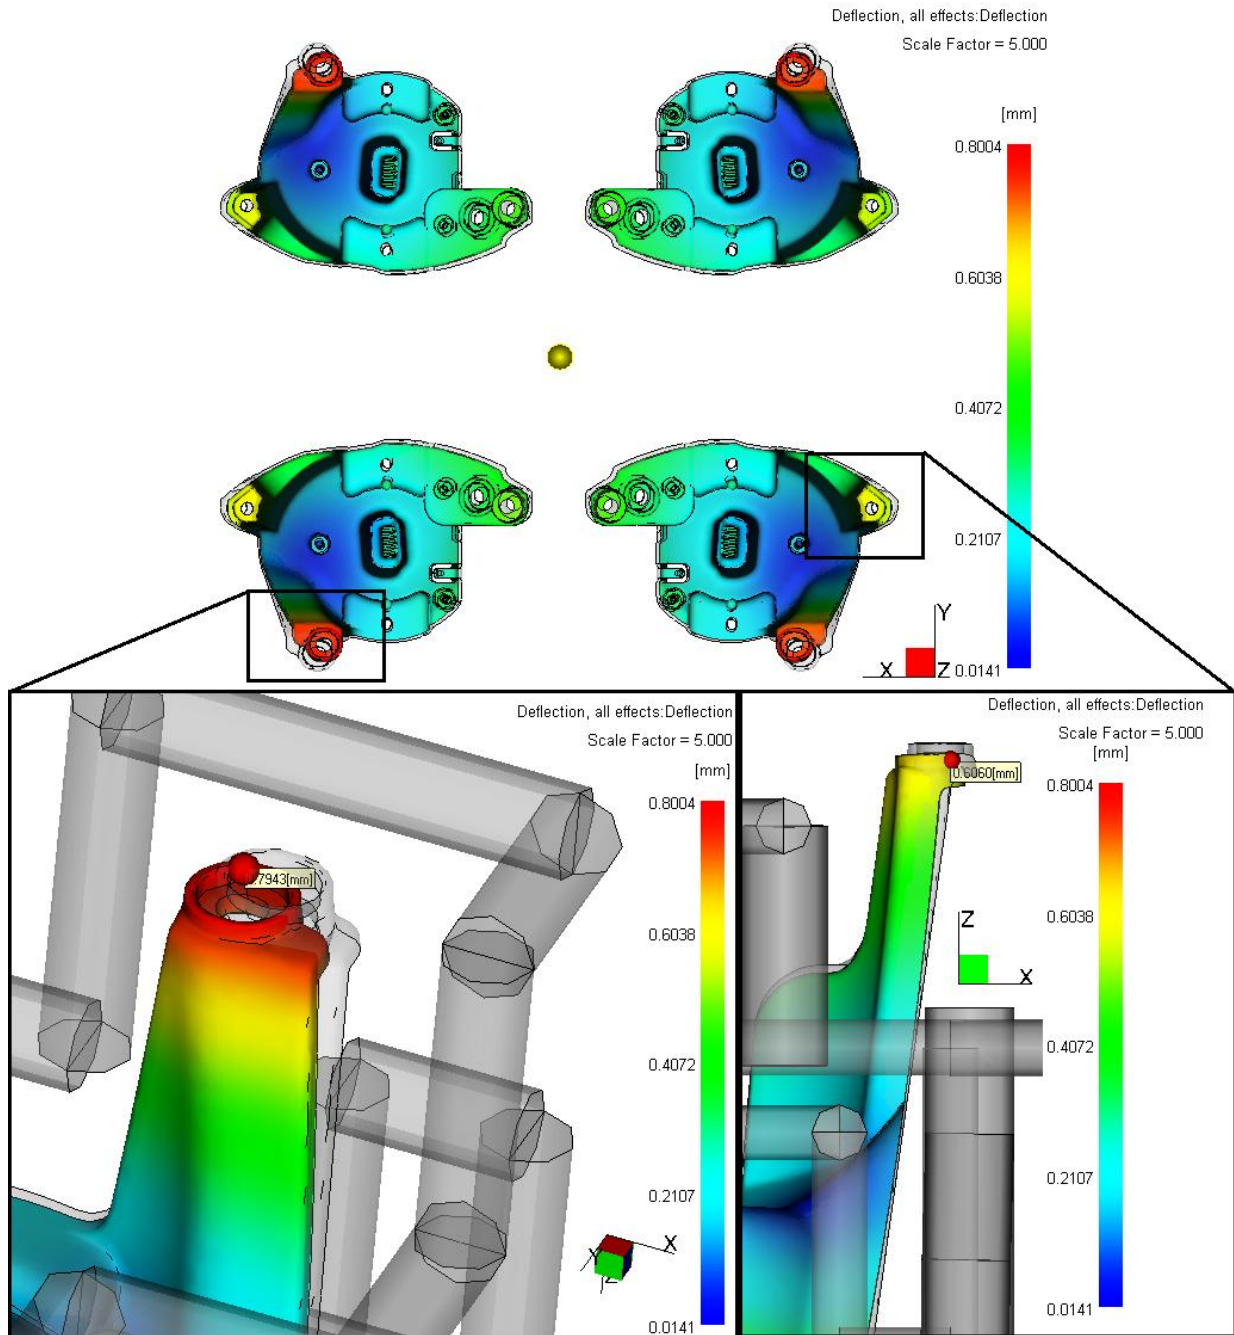 Deflection, all effects:Deflection
Scale Factor = 5.000
[mm]
0.8004
0.6038
0.4072
0.2107
0.0141
Y
X
Z
Deflection, all effects:Deflection
Scale Factor = 5.000
[mm]
0.8004
0.6038
0.4072
0.2107
0.0141
.7943[mm]
X
Y
Z
Deflection, all effects:Deflection
Scale Factor = 5.000
[mm]
0.8004
0.6038
0.4072
0.2107
0.0141
0.6060[mm]
Z
X